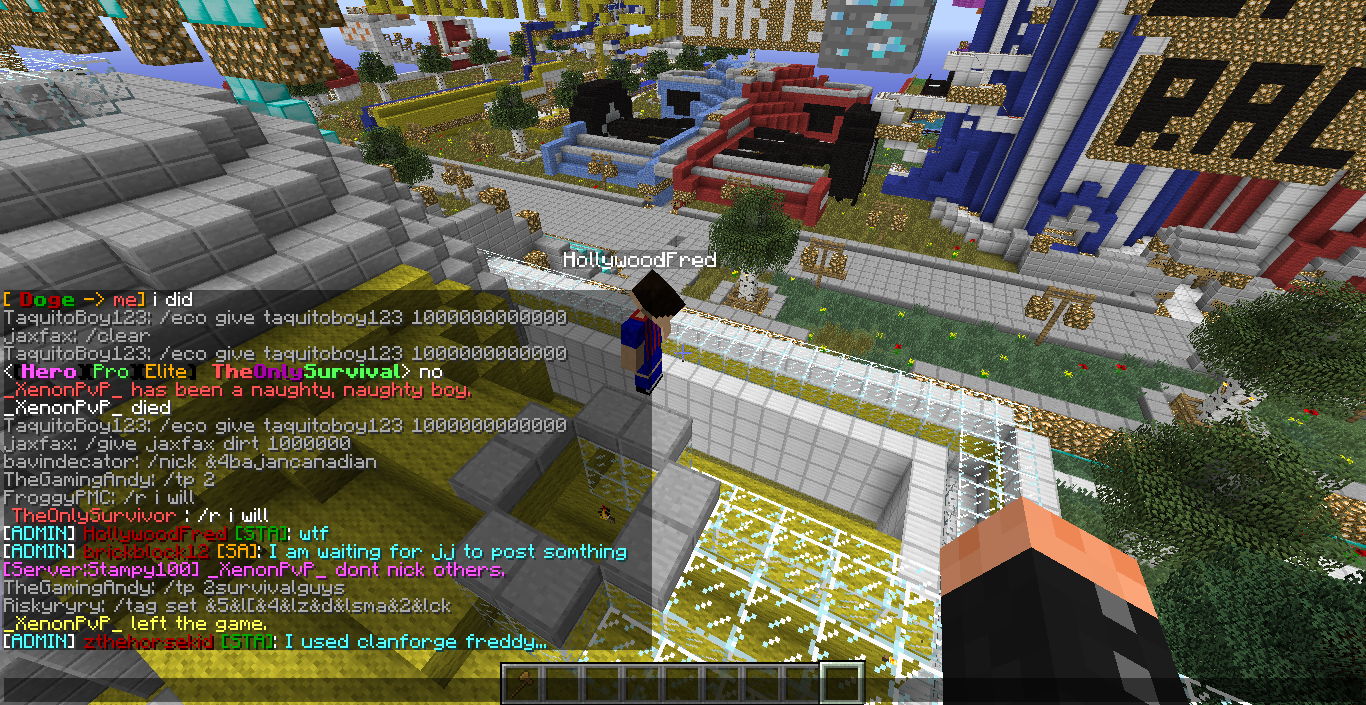 CARTS
RAC
HollywoodFred
[ Doge -> me] i did
TaquitoBoy123: /eco give taquitoboy123 1000000000000
jaxfax: /clear
TaquitoBoy123: /eco give taquitoboy123 1000000000000
<[Hero] [Pro] [Elite] TheOnlySurvival> no
_XenonPvP_ has been a naughty, naughty boy.
_XenonPvP_ died
TaquitoBoy123: /eco give taquitoboy123 1000000000000
jaxfax: /give jaxfax dirt 1000000
bavindecator: /nick &4bajancanadian
TheGamingAndy: /tp 2
FroggyPMC: /r i will
TheOnlySurvivor : /r i will
[ADMIN] HollywoodFred [STA]: wtf
[ADMIN] brickblock12 [SA]: I am waiting for jj to post somthing
[Server:Stampy100] _XenonPvP_ dont nick others.
TheGamingAndy: /tp 2survivalguys
Riskyryry: /tag set &5&l[&4&lz&d&lsma&2&lck
_XenonPvP_ left the game.
[ADMIN] zthehorsekid [STA]: I used clanforge freddy...